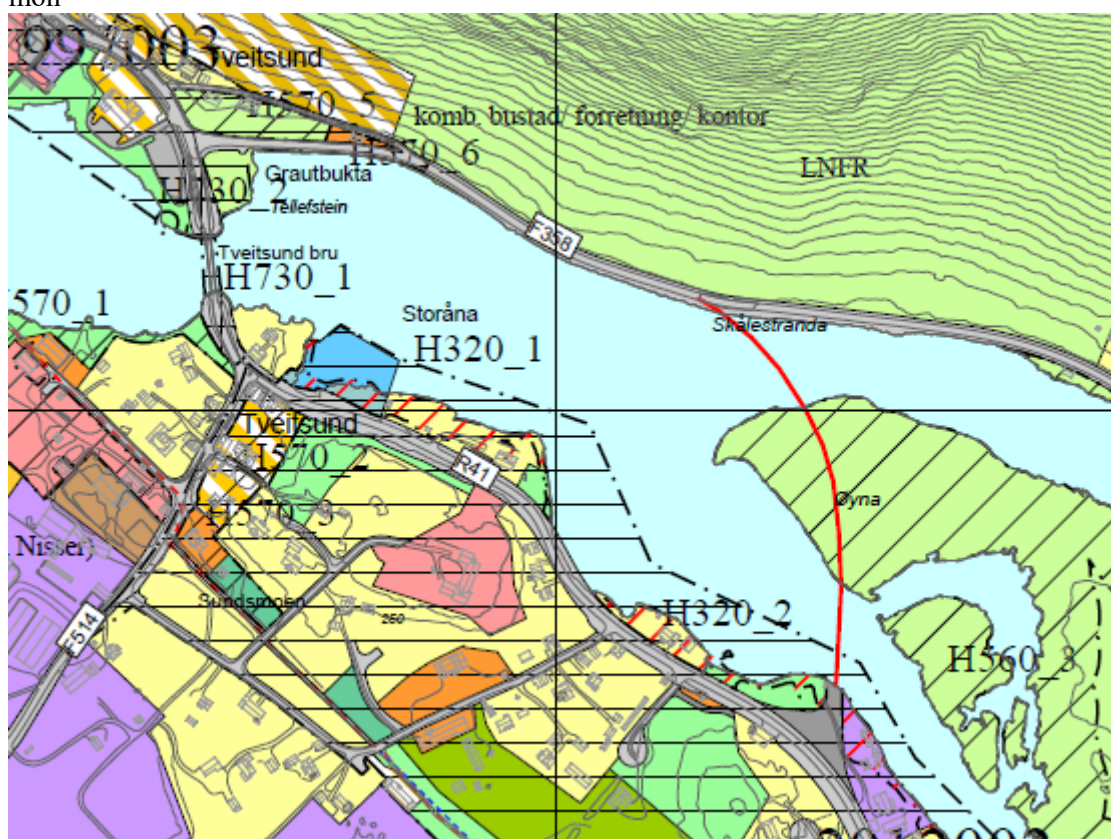 Tveitsund
H570_5
komb. bustad/ forretning/ kontor
H570_6
LNFR
Grautbukta
Tellefstein
F358
Tveitsund bru
H730_1
570_1
Storåna
H320_1
Skålestranda
Tveitsund
R41
H570_3
Øyna
Nisser)
Sundsmoen
250
F514
H320_2
H560_3